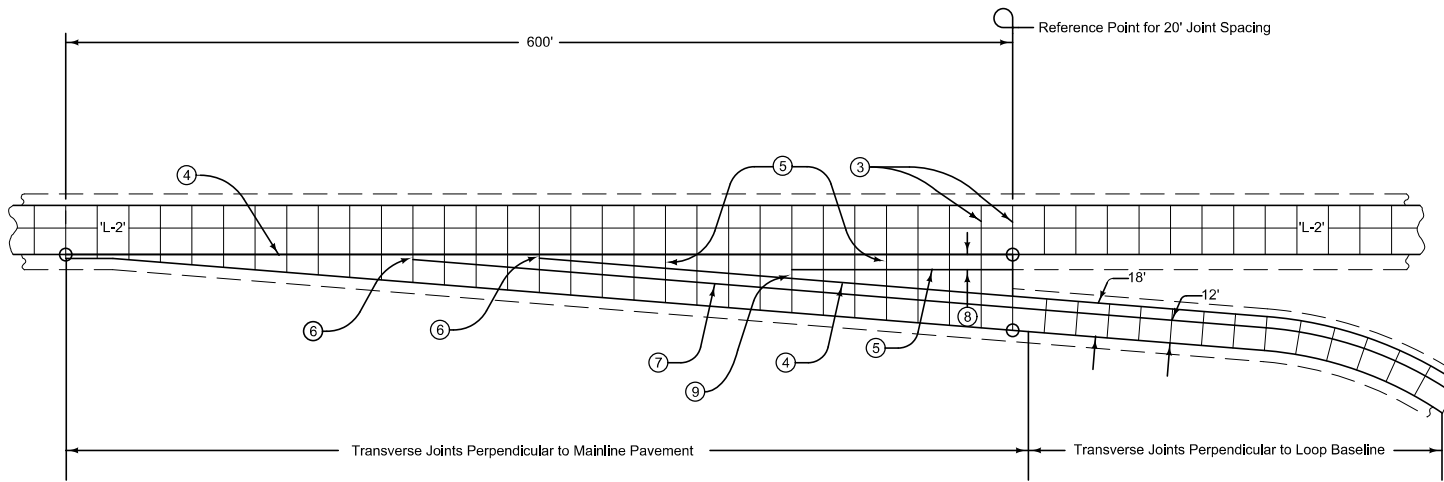 Reference Point for 20' Joint Spacing
600'
4
5
3
'L-2'
'L-2'
18'
12'
6
6
7
9
4
5
8
Transverse Joints Perpendicular to Mainline Pavement
Transverse Joints Perpendicular to Loop Baseline